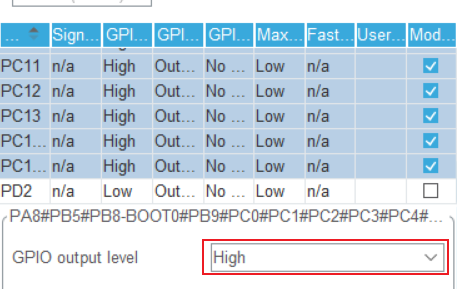 ... Sign... GPI... GPI... GPI... Max... Fast... User... Mod...
PC11 n/a High Out... No ... Low n/a
PC12 n/a High Out... No ... Low n/a
PC13 n/a High Out... No ... Low n/a
PC1... n/a High Out... No ... Low n/a
PC1... n/a High Out... No ... Low n/a
PD2 n/a Low Out... No ... Low n/a
PA8#PB5#PB8-BOOT0#PB9#PC0#PC1#PC2#PC3#PC4#...
GPIO output level High